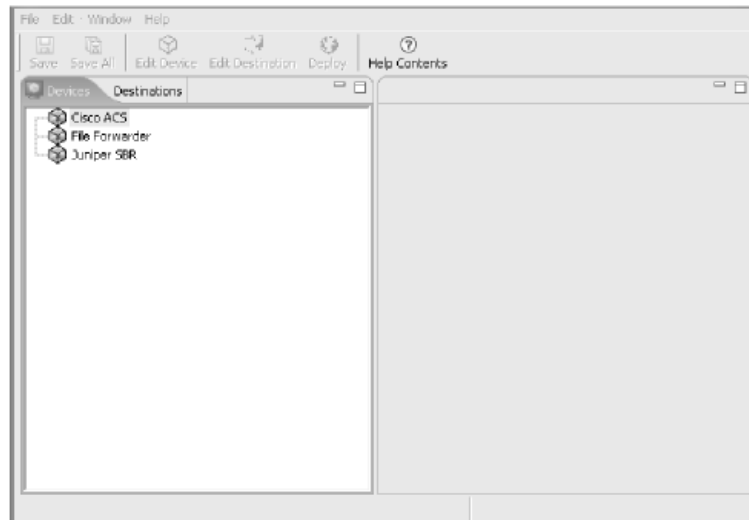 File Edit Window Help
Save Save All Edit Device Edit Destination Deploy Help Contents
Devices Destinations
Cisco ACS
File Forwarder
Juniper SBR